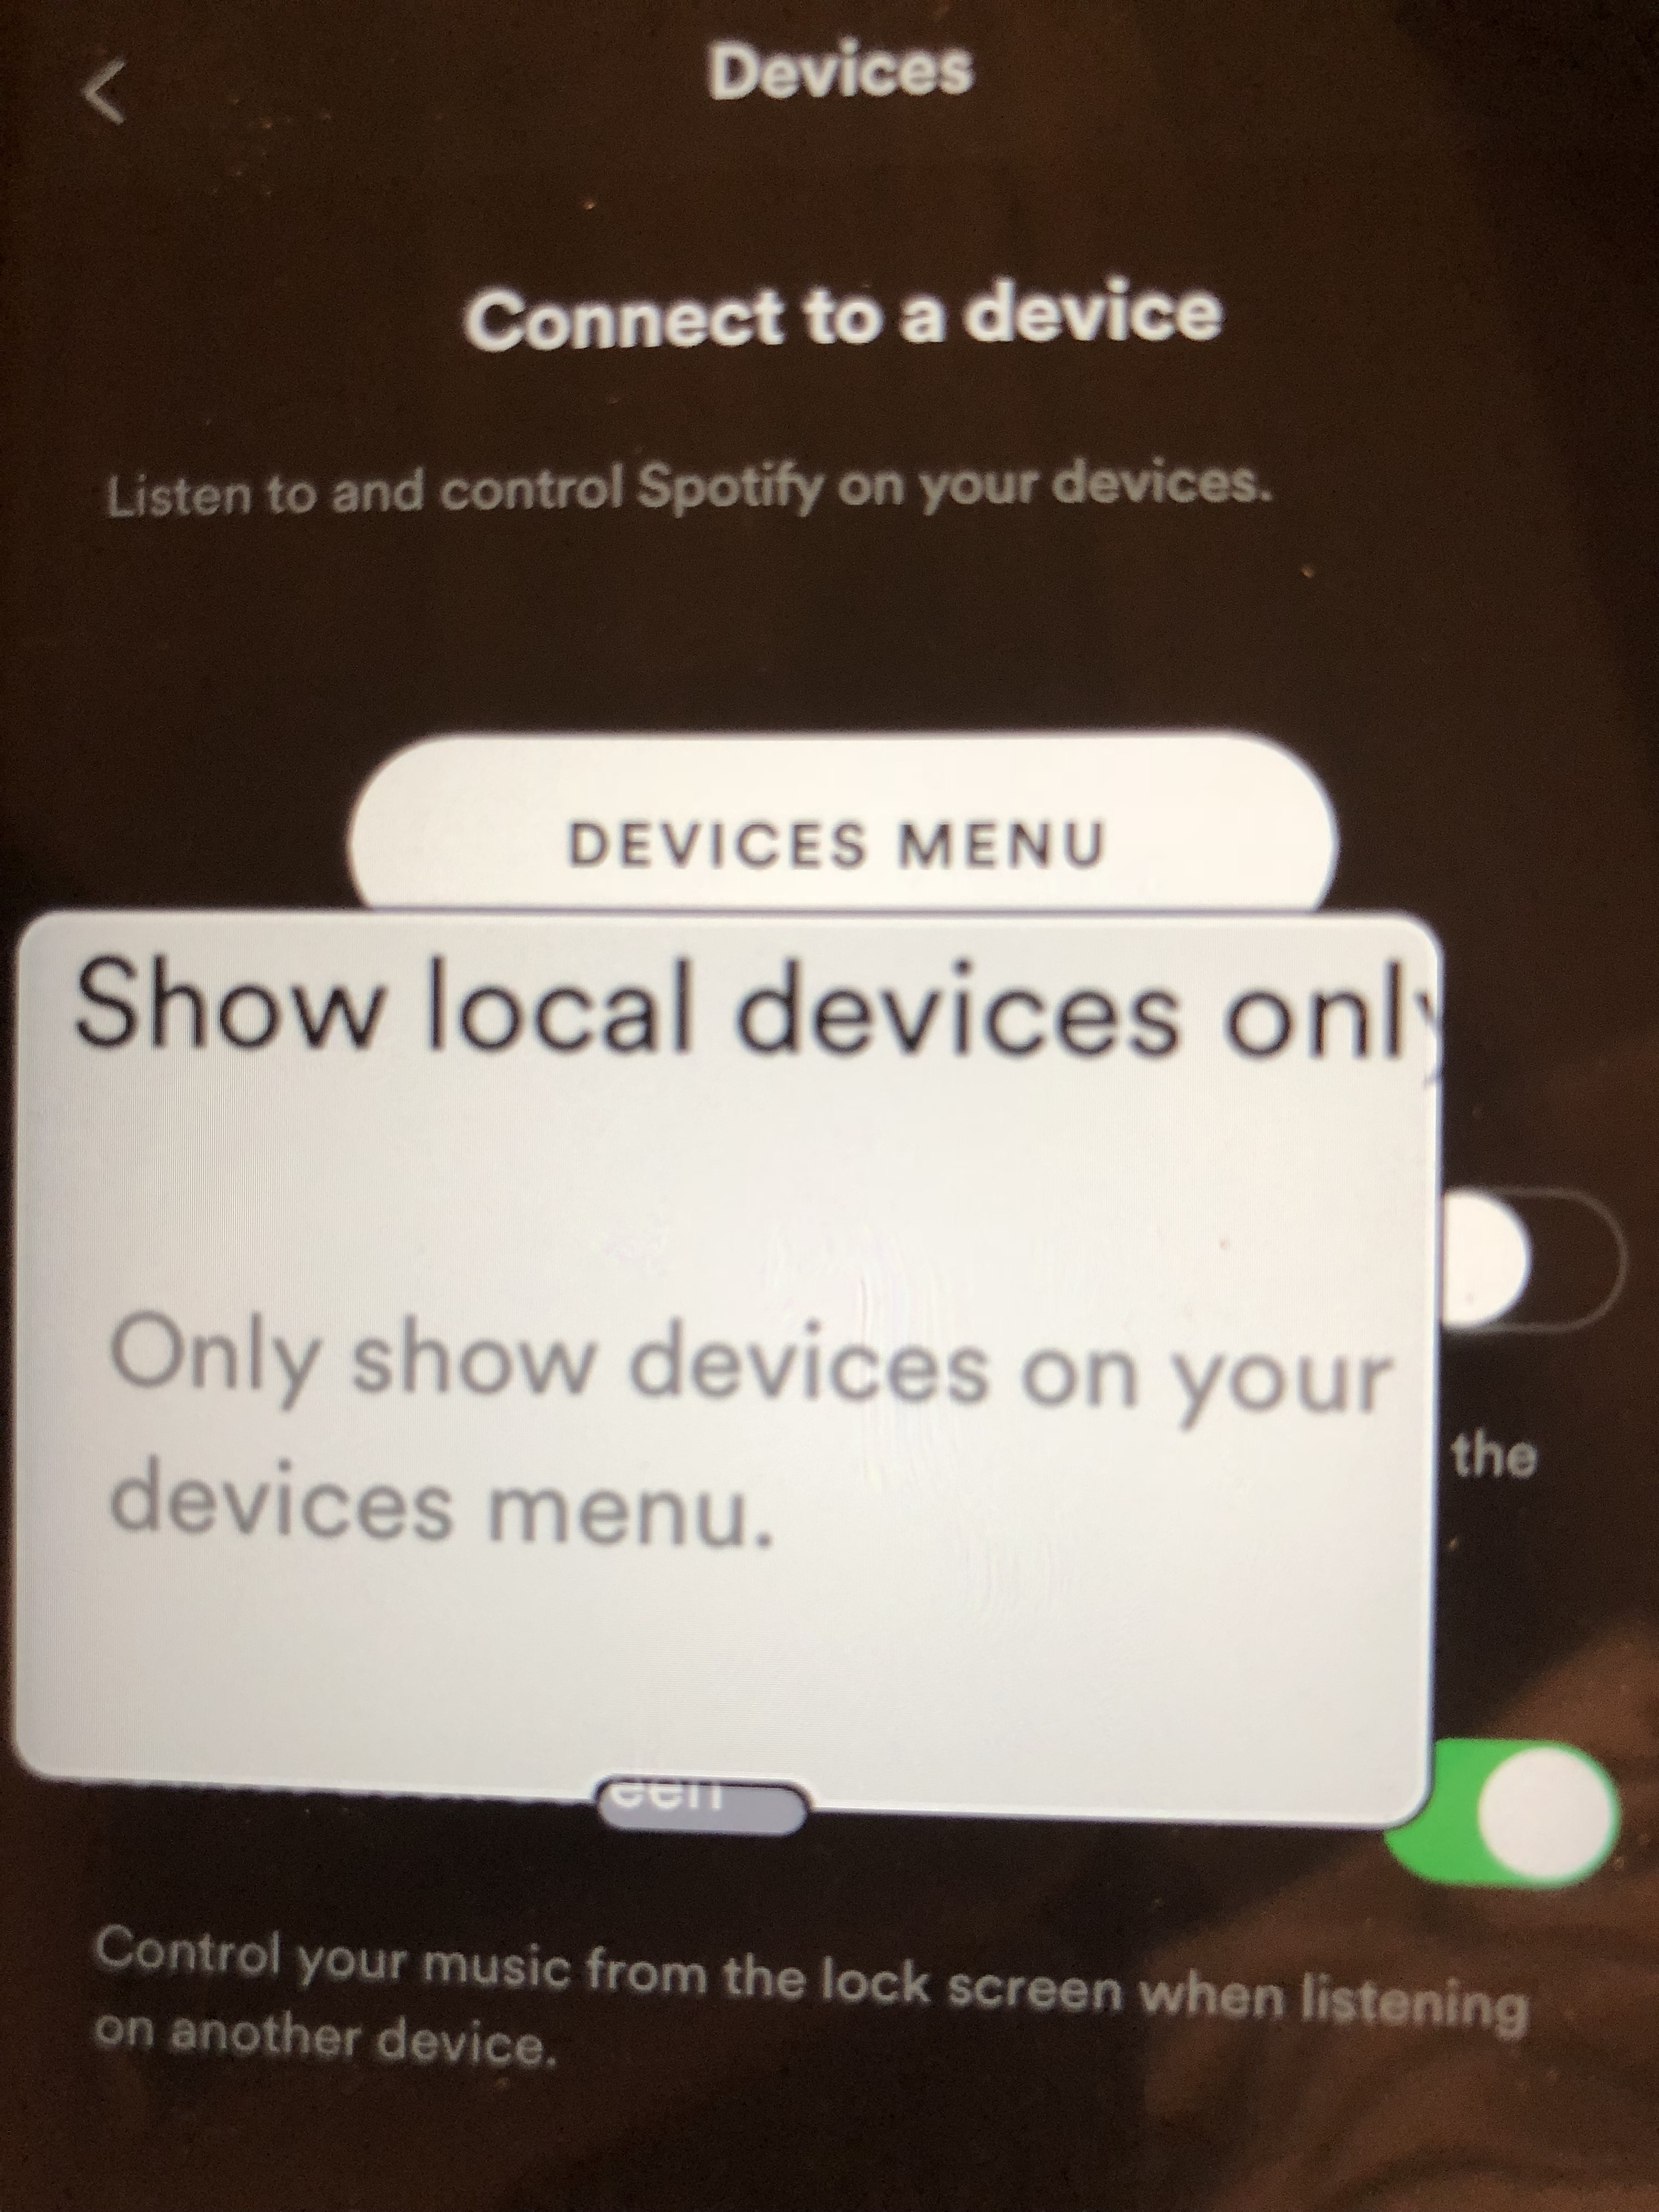 Devices
Connect to a device
Listen to and control Spotify on your devices.
DEVICES MENU
Show local devices only
Only show devices on your
devices menu.
the
een
Control your music from the lock screen when listening
on another device.